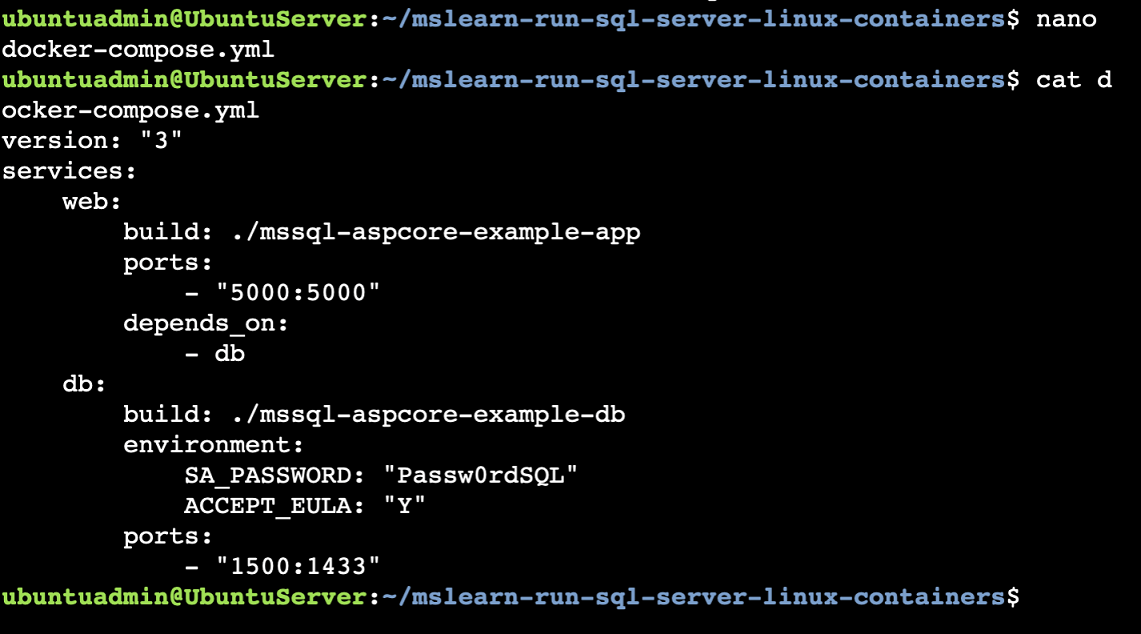 ubuntuadmin@UbuntuServer:~/mslearn-run-sql-server-linux-containers$ nano
docker-compose.yml
ubuntuadmin@UbuntuServer:~/mslearn-run-sql-server-linux-containers$ cat d
ocker-compose.yml
version: "3"
services:
    web:
        build: ./mssql-aspcore-example-app
        ports:
            - "5000:5000"
        depends_on:
            - db
    db:
        build: ./mssql-aspcore-example-db
        environment:
            SA_PASSWORD: "Passw0rdSQL"
            ACCEPT_EULA: "Y"
        ports:
            - "1500:1433"
ubuntuadmin@UbuntuServer:~/mslearn-run-sql-server-linux-containers$